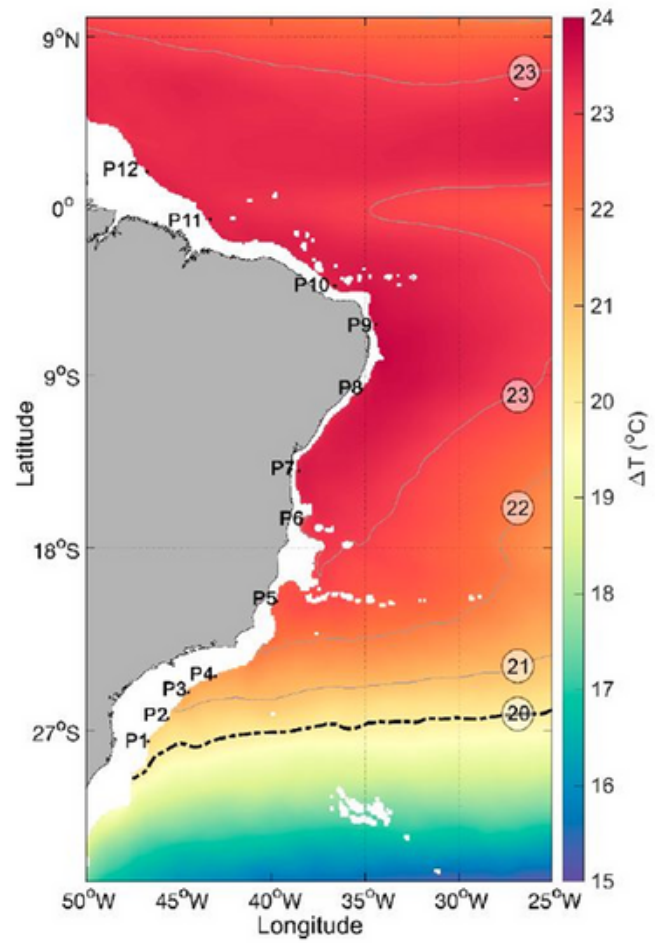 24
9°N
23
23
P12
22
0°
P11
P10
21
P9
9°S
P8
23
20
Latitude
ΔT (°C)
P7
19
22
P6
18°S
18
P5
P4
21
P3
17
P2
20
P1
27°S
16
15
50°W 45°W 40°W 35°W 30°W 25°W
Longitude